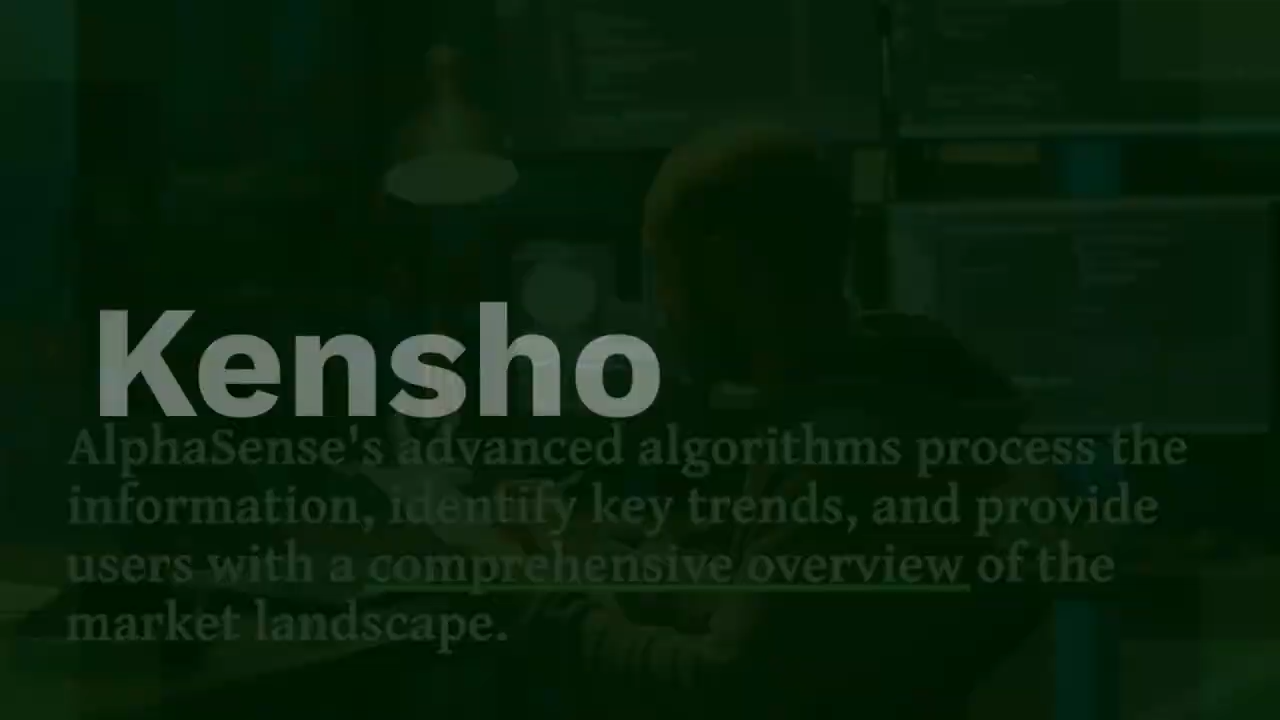 Kensho
AlphaSense's advanced algorithms process the
information, identify key trends, and provide
users with a comprehensive overview of the
market landscape.